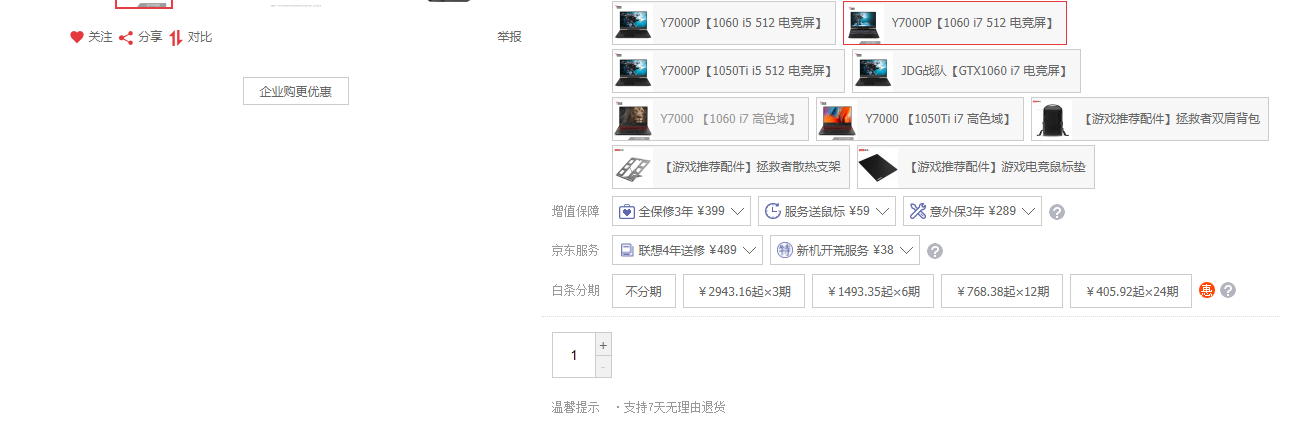 关注 分享 对比 举报
企业购更优惠
Y7000P【1060 i5 512 电竞屏】 Y7000P【1060 i7 512 电竞屏】
Y7000P【1050Ti i5 512 电竞屏】 JDG战队【GTX1060 i7 电竞屏】
Y7000 【1060 i7 高色域】 Y7000 【1050Ti i7 高色域】 【游戏推荐配件】拯救者双肩背包
【游戏推荐配件】拯救者散热支架 【游戏推荐配件】游戏电竞鼠标垫
增值保障 全保修3年 ¥399 服务送鼠标 ¥59 意外保3年 ¥289 ?
京东服务 联想4年送修 ¥489 特 新机开荒服务 ¥38 ?
白条分期 不分期 ￥2943.16起×3期 ￥1493.35起×6期 ￥768.38起×12期 ￥405.92起×24期 惠 ?
1 + -
温馨提示 ·支持7天无理由退货